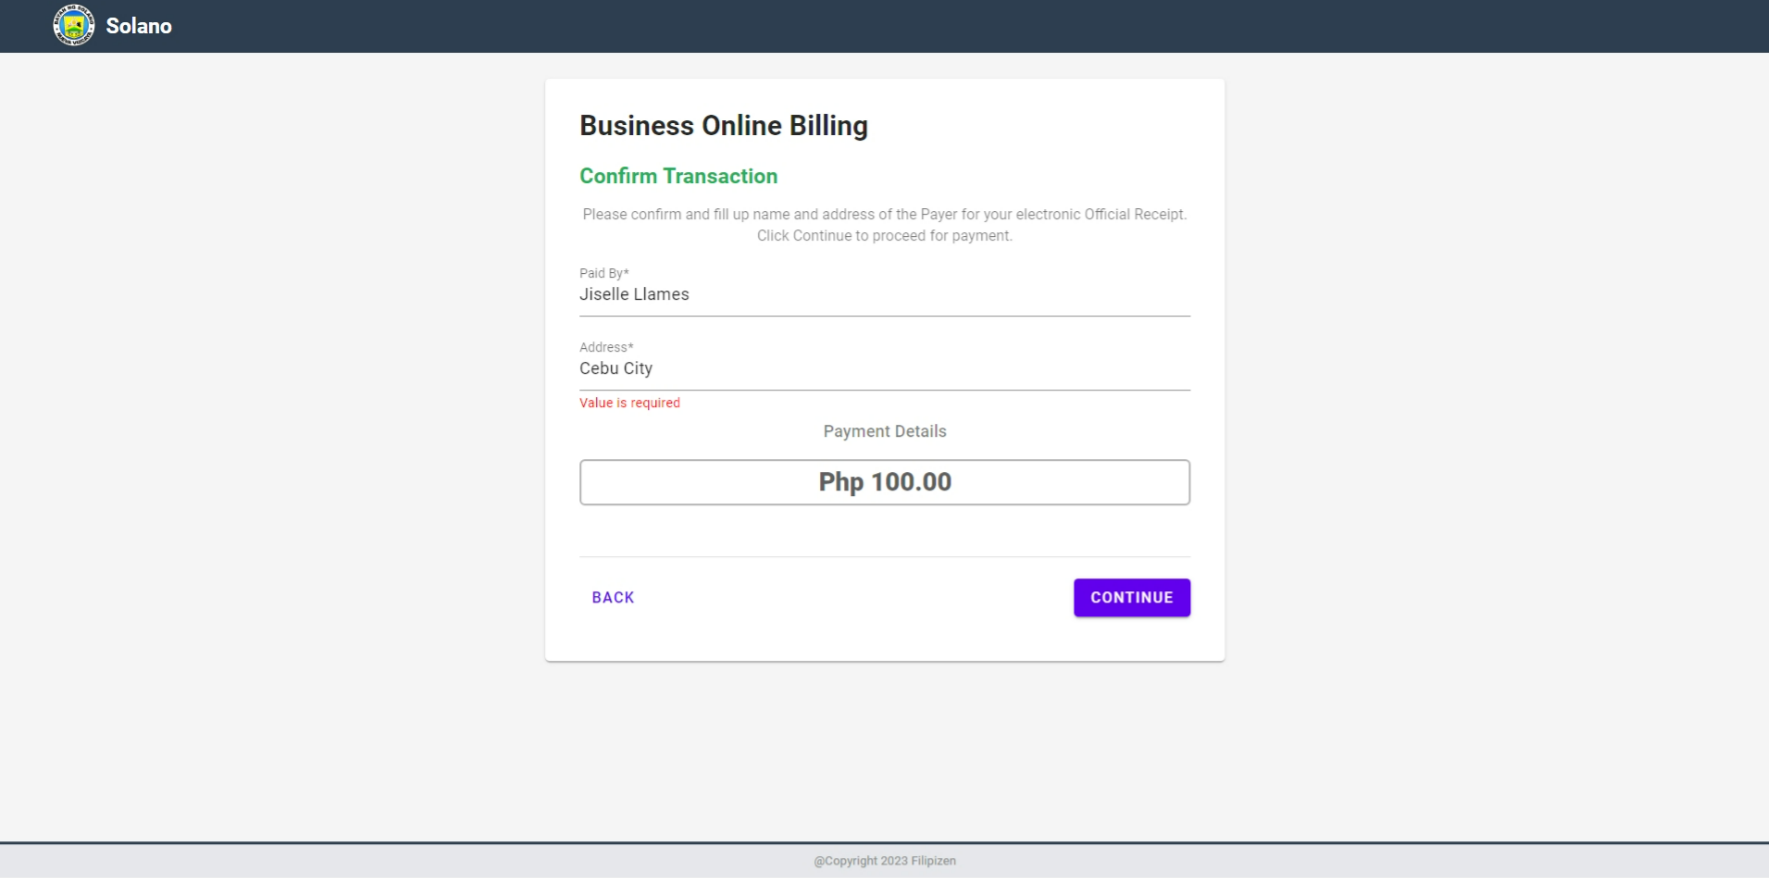 Solano
Business Online Billing
Confirm Transaction
Please confirm and fill up name and address of the Payer for your electronic Official Receipt.
Click Continue to proceed for payment.
Paid By*
Jiselle Llames
Address*
Cebu City
Value is required
Payment Details
Php 100.00
BACK
CONTINUE
@Copyright 2023 Filipizen